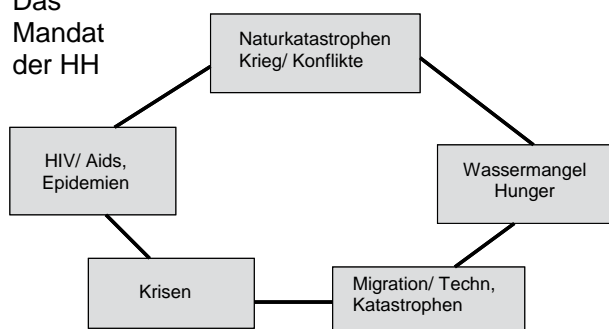 Das
Mandat
der HH
Naturkatastrophen
Krieg/ Konflikte
HIV/ Aids,
Epidemien
Wassermangel
Hunger
Krisen
Migration/ Techn,
Katastrophen